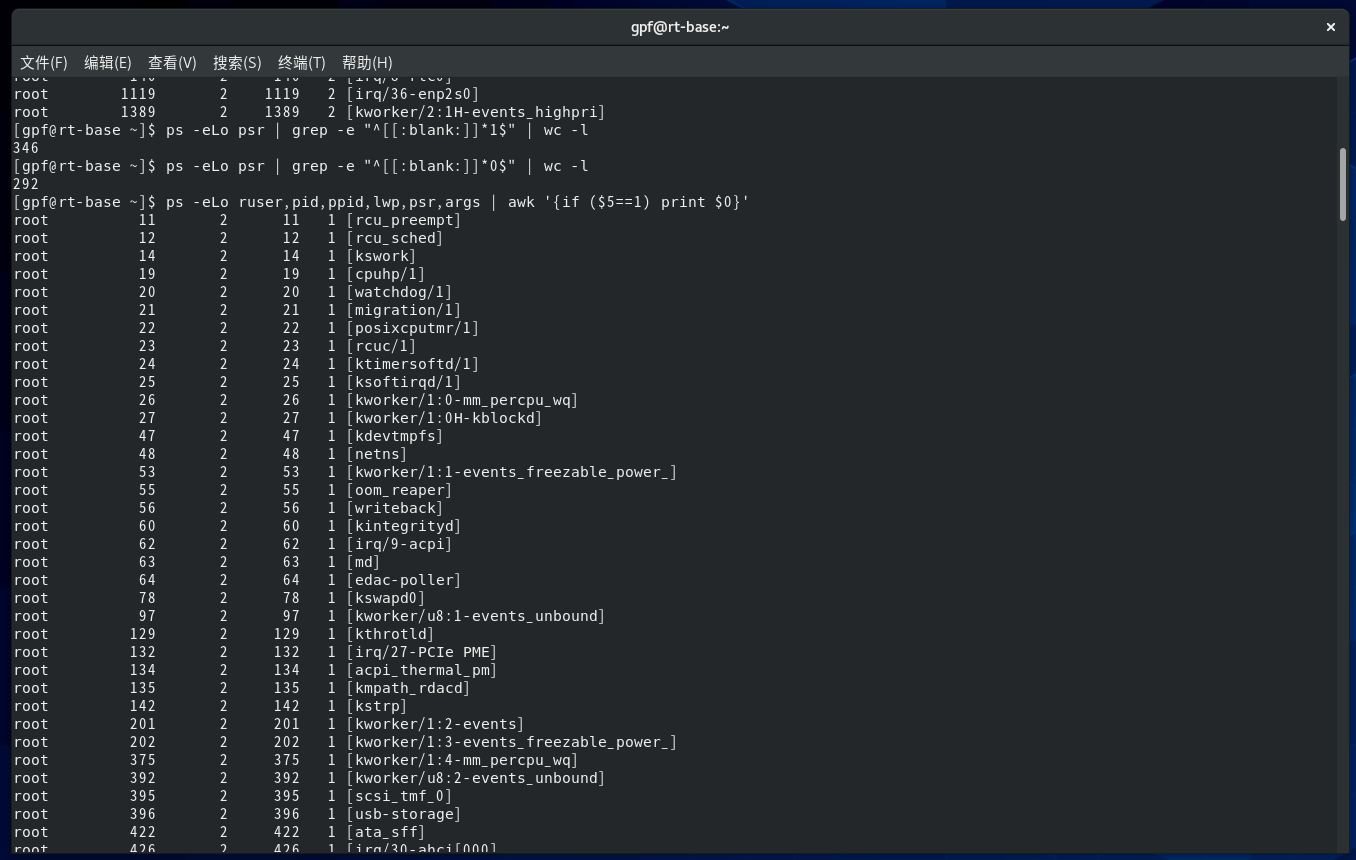 gpf@rt-base:~
文件(F) 编辑(E) 查看(V) 搜索(S) 终端(T) 帮助(H)
root 140 2 140 2 [irq/8-rtc0]
root 1119 2 1119 2 [irq/36-enp2s0]
root 1389 2 1389 2 [kworker/2:1H-events_highpri]
[gpf@rt-base ~]$ ps -eLo psr | grep -e "^[[:blank:]]*1$" | wc -l
346
[gpf@rt-base ~]$ ps -eLo psr | grep -e "^[[:blank:]]*0$" | wc -l
292
[gpf@rt-base ~]$ ps -eLo ruser,pid,ppid,lwp,psr,args | awk '{if ($5==1) print $0}'
root 11 2 11 1 [rcu_preempt]
root 12 2 12 1 [rcu_sched]
root 14 2 14 1 [kswork]
root 19 2 19 1 [cpuhp/1]
root 20 2 20 1 [watchdog/1]
root 21 2 21 1 [migration/1]
root 22 2 22 1 [posixcputmr/1]
root 23 2 23 1 [rcuc/1]
root 24 2 24 1 [ktimersoftd/1]
root 25 2 25 1 [ksoftirqd/1]
root 26 2 26 1 [kworker/1:0-mm_percpu_wq]
root 27 2 27 1 [kworker/1:0H-kblockd]
root 47 2 47 1 [kdevtmpfs]
root 48 2 48 1 [netns]
root 53 2 53 1 [kworker/1:1-events_freezable_power_]
root 55 2 55 1 [oom_reaper]
root 56 2 56 1 [writeback]
root 60 2 60 1 [kintegrityd]
root 62 2 62 1 [irq/9-acpi]
root 63 2 63 1 [md]
root 64 2 64 1 [edac-poller]
root 78 2 78 1 [kswapd0]
root 97 2 97 1 [kworker/u8:1-events_unbound]
root 129 2 129 1 [kthrotld]
root 132 2 132 1 [irq/27-PCIe PME]
root 134 2 134 1 [acpi_thermal_pm]
root 135 2 135 1 [kmpath_rdacd]
root 142 2 142 1 [kstrp]
root 201 2 201 1 [kworker/1:2-events]
root 202 2 202 1 [kworker/1:3-events_freezable_power_]
root 375 2 375 1 [kworker/1:4-mm_percpu_wq]
root 392 2 392 1 [kworker/u8:2-events_unbound]
root 395 2 395 1 [scsi_tmf_0]
root 396 2 396 1 [usb-storage]
root 422 2 422 1 [ata_sff]
root 426 2 426 1 [irq/30-ahci[000]